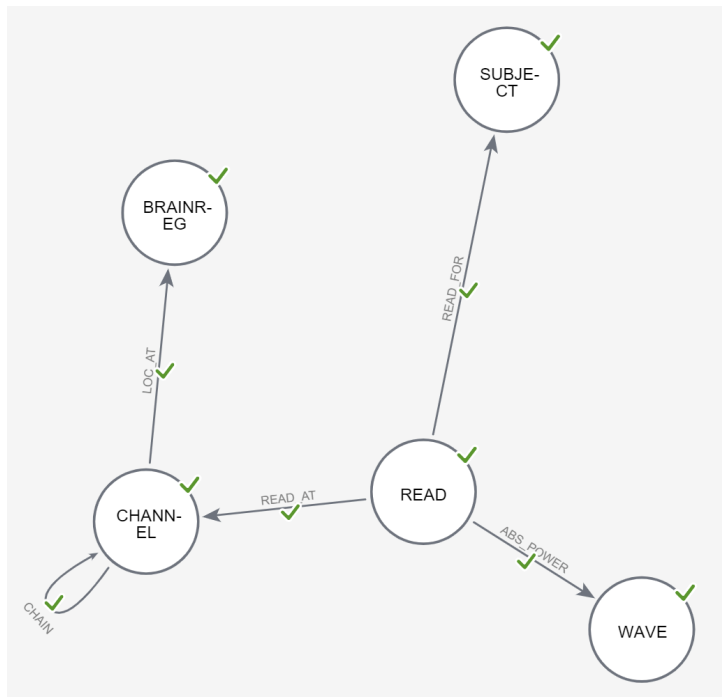 SUBJE-
CT
BRAINR-
EG
READ_FOR
LOC_AT
READ_AT
READ
CHANN-
EL
ABS_POWER
CHAIN
WAVE